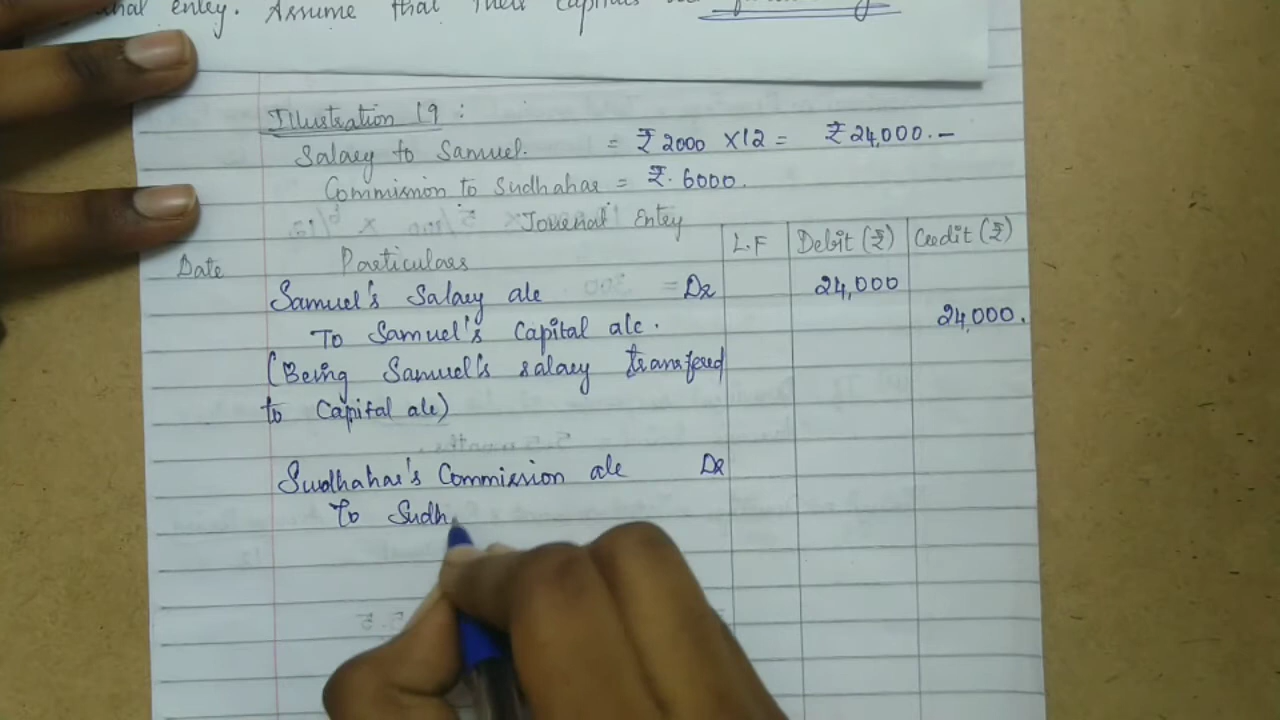 entry. Assume that their capitals
Illustration 19 :
Salary to Samuel. = ₹ 2000 ×12 = ₹ 24,000.-
Commission to Sudhahar = ₹. 6000.
Journal Entry
Date Particulars L.F Debit (₹) Credit (₹)
Samuel's Salary a/c Dr 24,000
To Samuel's Capital a/c. 24,000.
(Being Samuel's salary transfered
to Capital a/c)
Sudhahar's Commission a/c Dr
To Sudh